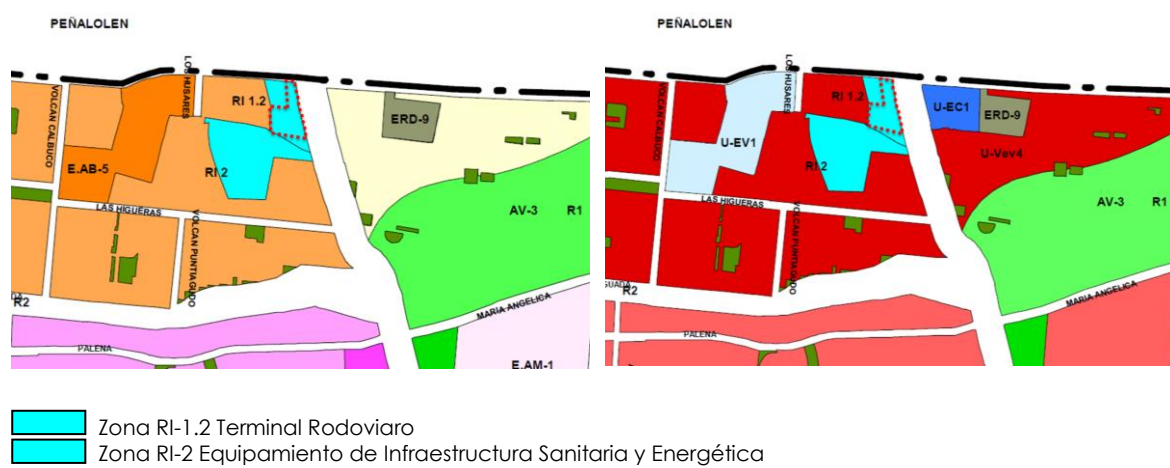 PEÑALOLEN
VOLCAN CALBUCO
LOS HUSARES
RI 1.2
ERD-9
E.AB-5
RI 2
LAS HIGUERAS
VOLCAN PUNTIAGUDO
AV-3
R1
R2
MARIA ANGELICA
PALENA
E.AM-1
PEÑALOLEN
VOLCAN CALBUCO
LOS HUSARES
RI 1.2
U-EC1
ERD-9
U-EV1
U-Vev4
RI 2
LAS HIGUERAS
VOLCAN PUNTIAGUDO
AV-3
R1
GUADA
R2
MARIA ANGELICA
PALENA
Zona RI-1.2 Terminal Rodoviaro
Zona RI-2 Equipamiento de Infraestructura Sanitaria y Energética